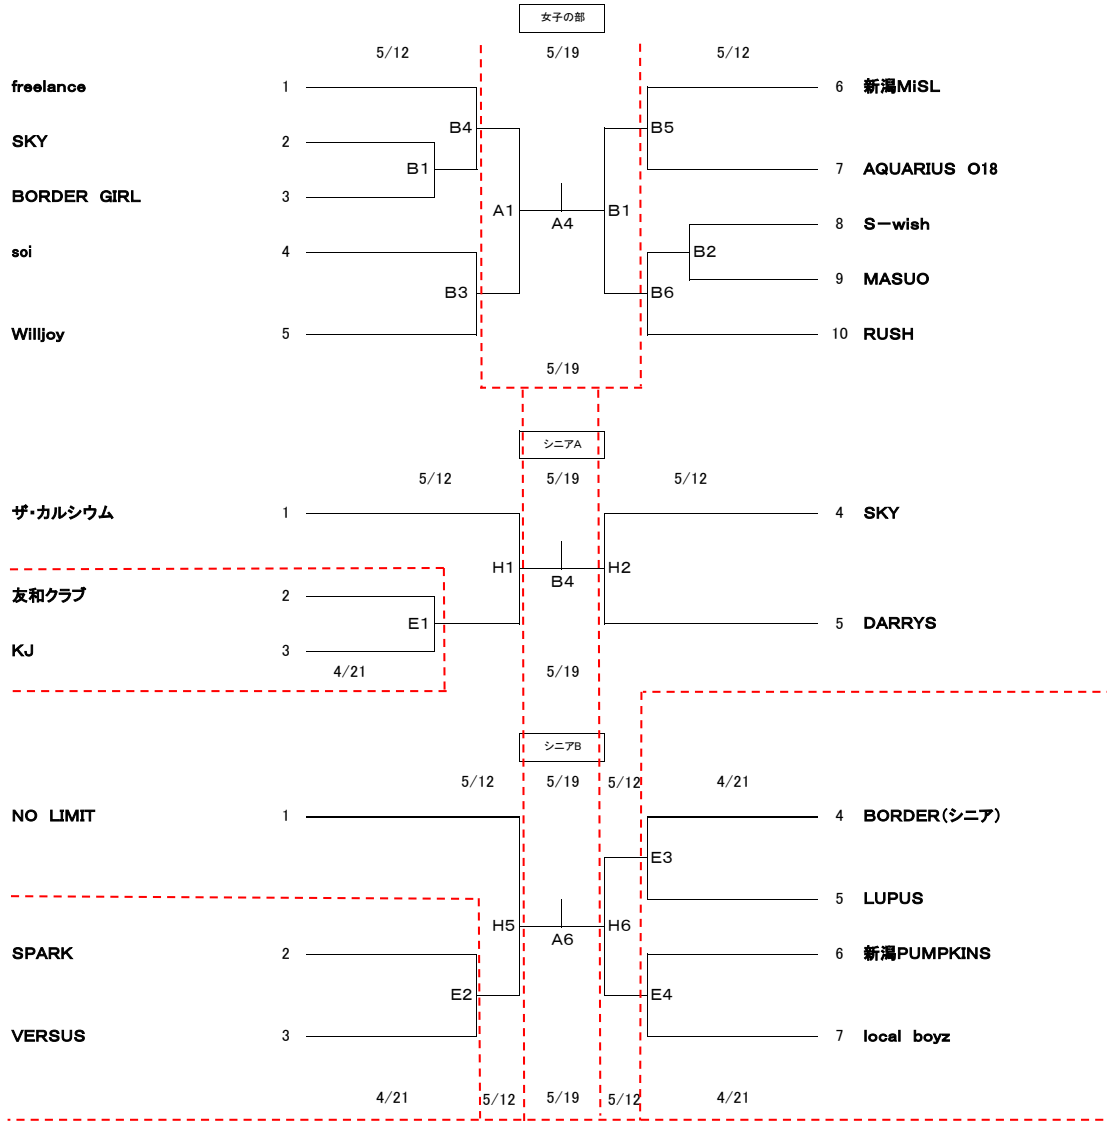 女子の部
5/12 5/19 5/12
freelance 1 6 新潟MiSL
B4 B5
SKY 2
B1 7 AQUARIUS O18
BORDER GIRL 3
A1 A4 B1
8 S－wish
soi 4 B2
9 MASUO
B3 B6
Willjoy 5 10 RUSH
5/19
シニアA
5/12 5/19 5/12
ザ・カルシウム 1 4 SKY
H1 B4 H2
友和クラブ 2
E1 5 DARRYS
KJ 3
4/21 5/19
シニアB
5/12 5/19 5/12 4/21
NO LIMIT 1 4 BORDER（シニア）
E3
5 LUPUS
H5 A6 H6
SPARK 2 6 新潟PUMPKINS
E2 E4
VERSUS 3 7 local boyz
4/21 5/12 5/19 5/12 4/21